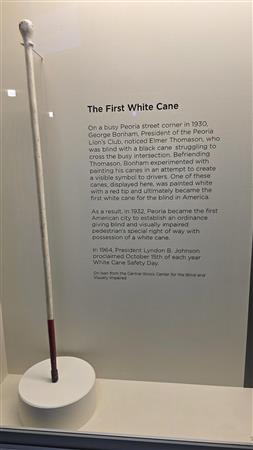 The First White Cane
On a busy Peoria street corner in 1930,
George Bonham, President of the Peoria
Lion's Club, noticed Elmer Thomason, who
was blind with a black cane struggling to
cross the busy intersection. Befriending
Thomason, Bonham experimented with
painting his canes in an attempt to create
a visible symbol to drivers. One of these
canes, displayed here, was painted white
with a red tip and ultimately became the
first white cane for the blind in America.
As a result, in 1932, Peoria became the first
American city to establish an ordinance
giving blind and visually impaired
pedestrian's special right of way with
possession of a white cane.
In 1964, President Lyndon B. Johnson
proclaimed October 15th of each year
White Cane Safety Day.
On loan from the Central Illinois Center for the Blind and
Visually Impaired